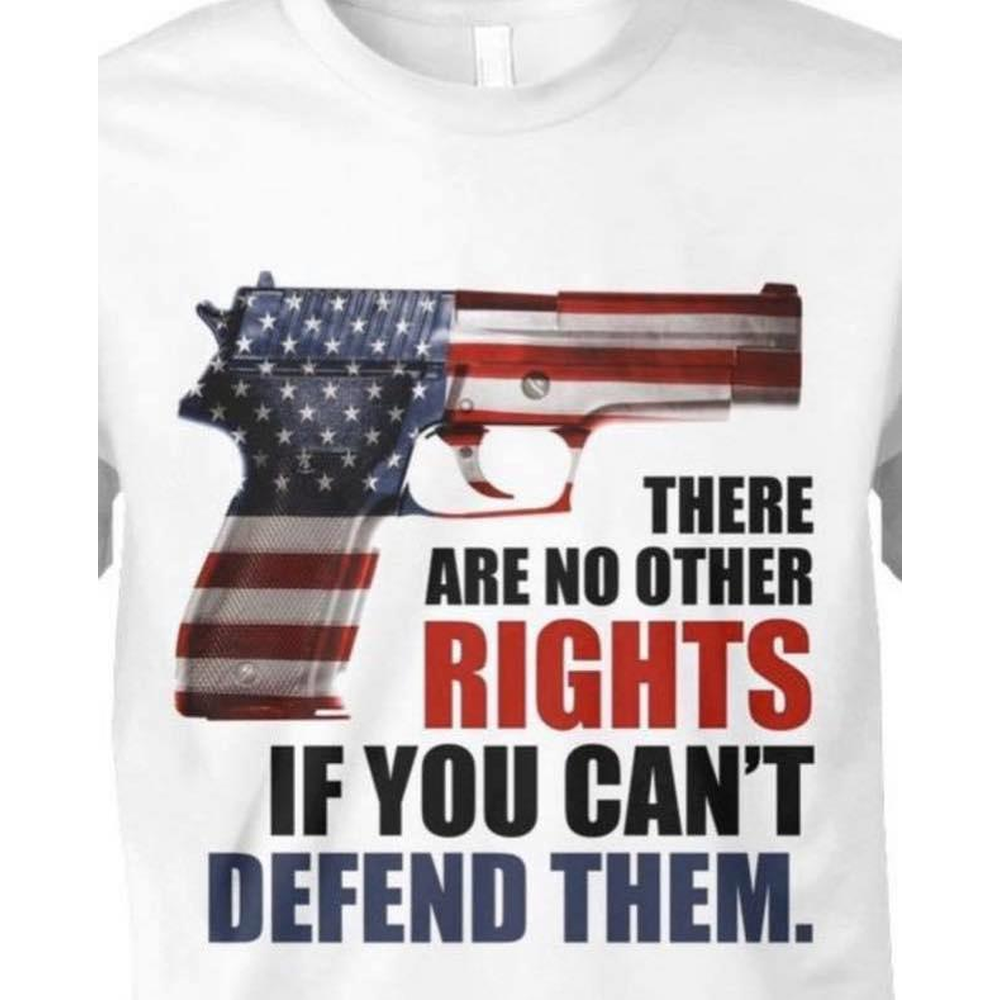 THERE
ARE NO OTHER
RIGHTS
IF YOU CAN'T
DEFEND THEM.